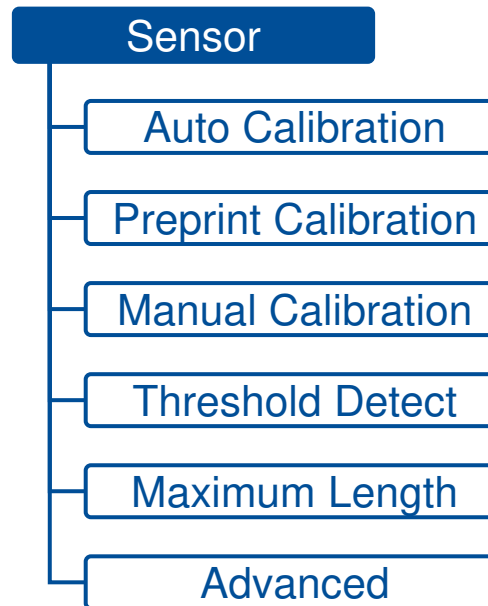 Sensor
Auto Calibration
Preprint Calibration
Manual Calibration
Threshold Detect
Maximum Length
Advanced